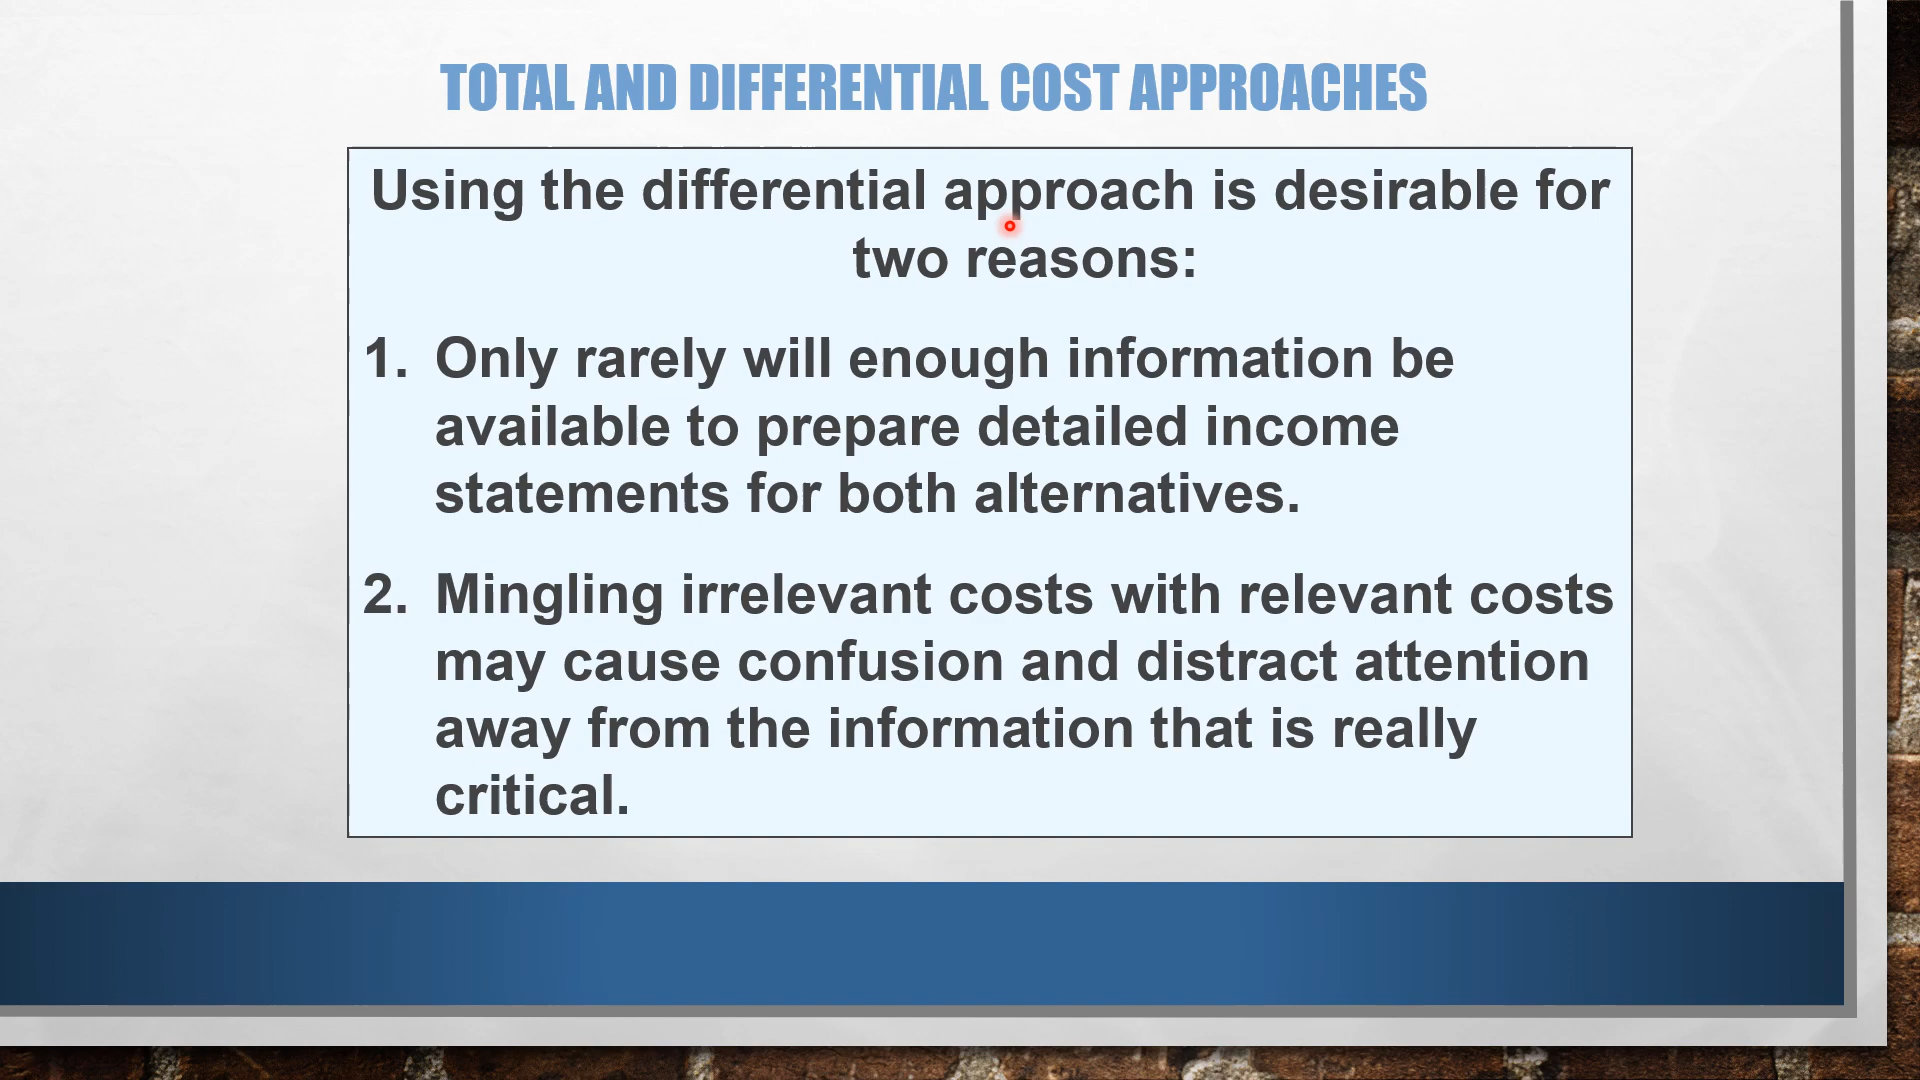 TOTAL AND DIFFERENTIAL COST APPROACHES
Using the differential approach is desirable for
two reasons:
1. Only rarely will enough information be
available to prepare detailed income
statements for both alternatives.
2. Mingling irrelevant costs with relevant costs
may cause confusion and distract attention
away from the information that is really
critical.